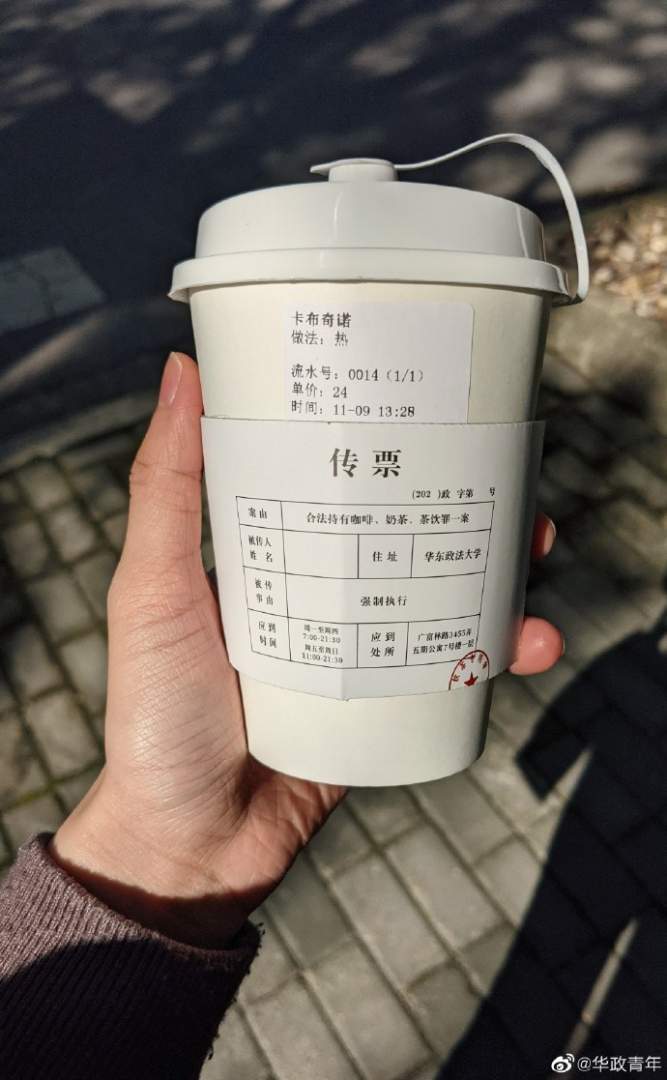 卡布奇诺
做法：热
流水号：0014（1/1）
单价：24
时间：11-09 13:28
传票
(202 )政 字第 号
案由 合法持有咖啡、奶茶、茶饮罪一案
被传人
姓名
住址 华东政法大学
被传
事由
强制执行
应到
时间
周一至周四
7:00-21:30
周五至周日
11:00-21:30
应到
处所
广富林路3455弄
五期公寓7号楼一层
@华政青年